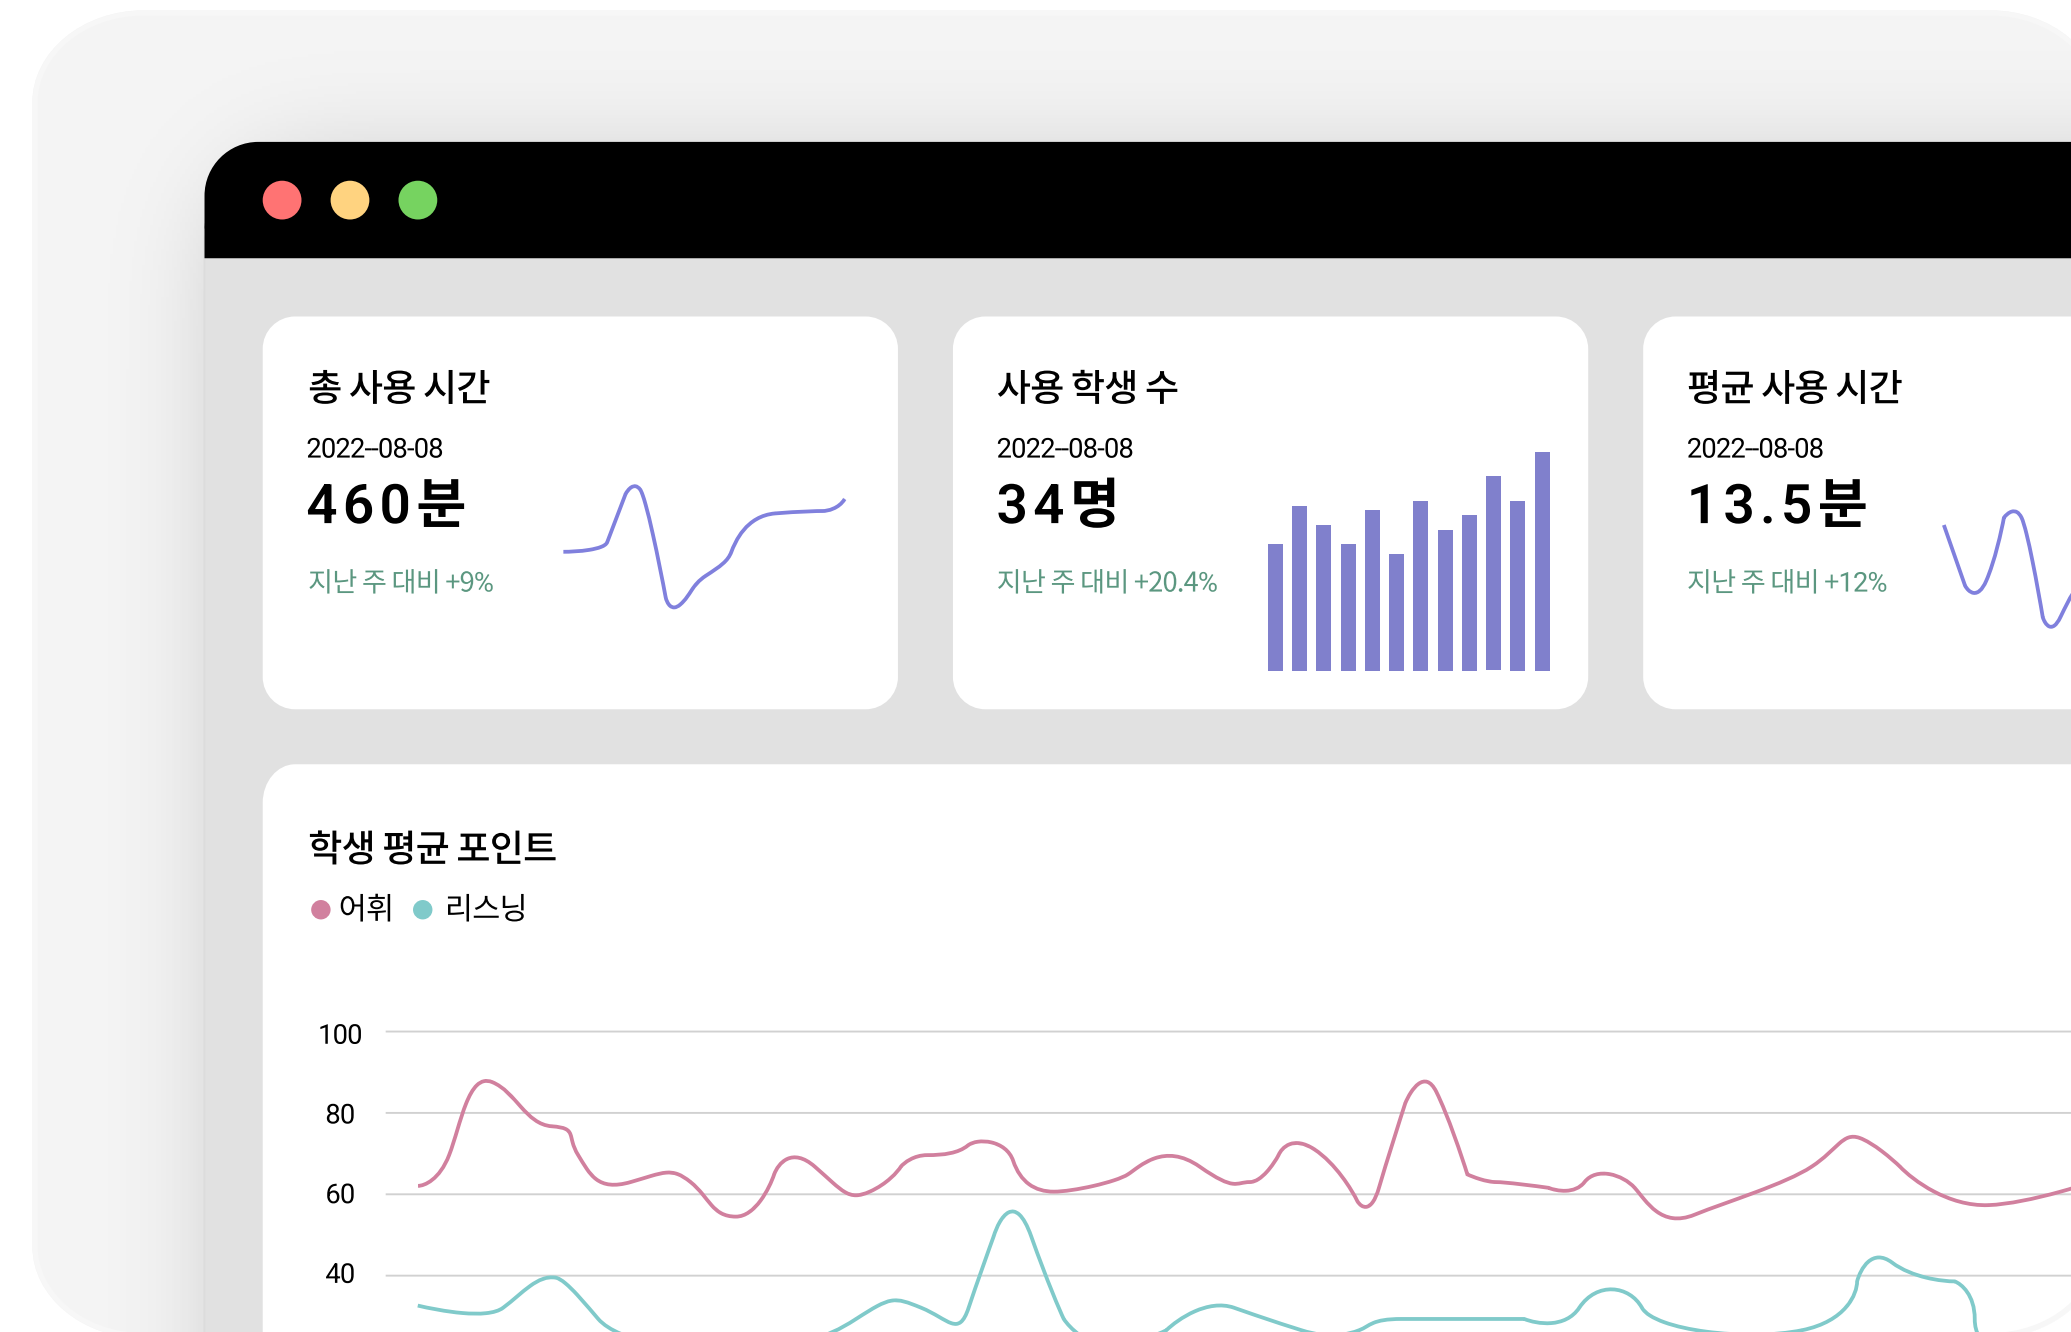 총 사용 시간
2022--08-08
460분
지난 주 대비 +9%
사용 학생 수
2022--08-08
34명
지난 주 대비 +20.4%
평균 사용 시간
2022--08-08
13.5분
지난 주 대비 +12%
학생 평균 포인트
어휘 리스닝
100
80
60
40